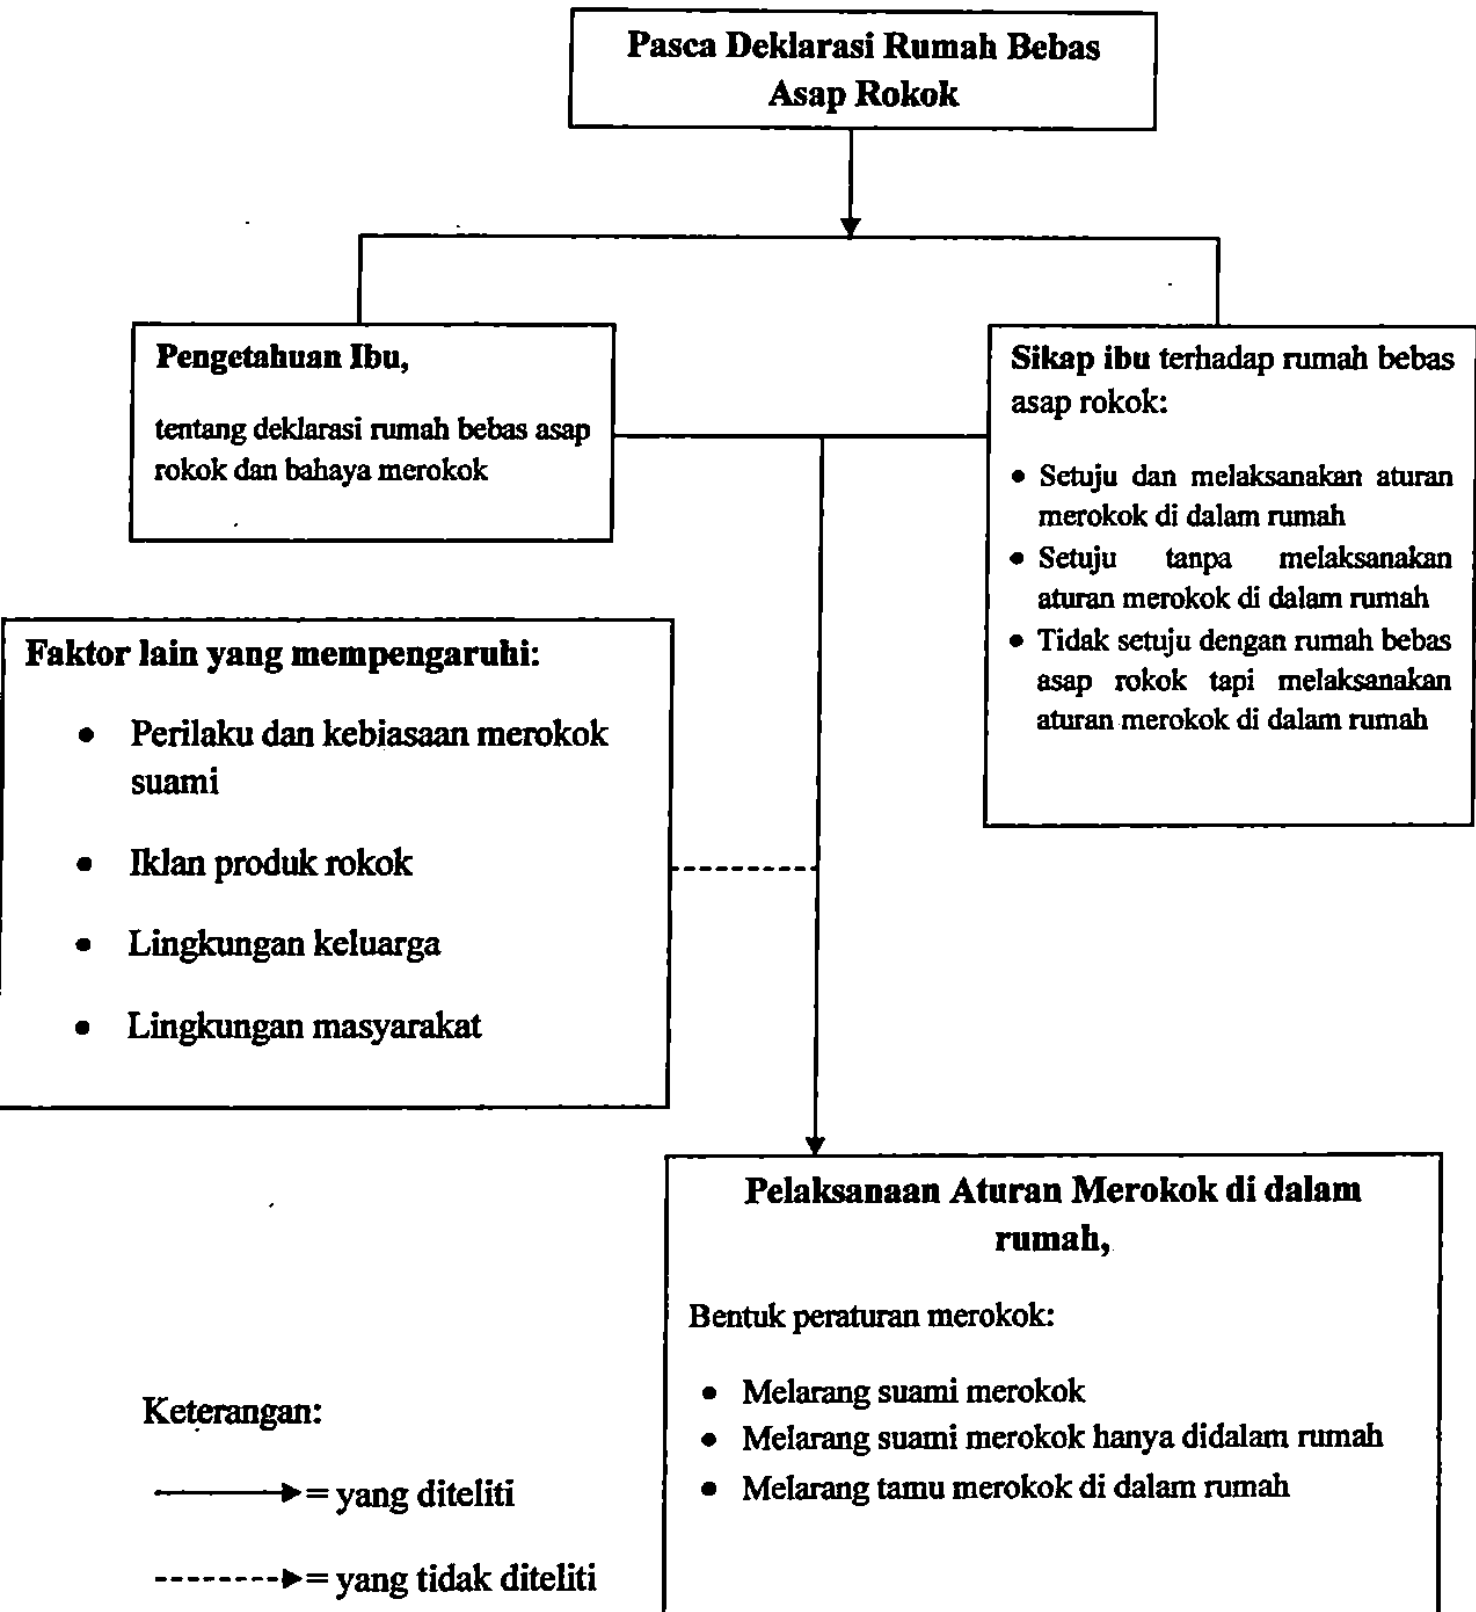 Pasca Deklarasi Rumah Bebas
Asap Rokok
Pengetahuan Ibu,
tentang deklarasi rumah bebas asap
rokok dan bahaya merokok
Sikap ibu terhadap rumah bebas
asap rokok:
• Setuju dan melaksanakan aturan
merokok di dalam rumah
• Setuju tanpa melaksanakan
aturan merokok di dalam rumah
• Tidak setuju dengan rumah bebas
asap rokok tapi melaksanakan
aturan merokok di dalam rumah
Faktor lain yang mempengaruhi:
• Perilaku dan kebiasaan merokok
suami
• Iklan produk rokok
• Lingkungan keluarga
• Lingkungan masyarakat
Pelaksanaan Aturan Merokok di dalam
rumah,
Bentuk peraturan merokok:
• Melarang suami merokok
• Melarang suami merokok hanya didalam rumah
• Melarang tamu merokok di dalam rumah
Keterangan:
= yang diteliti
= yang tidak diteliti